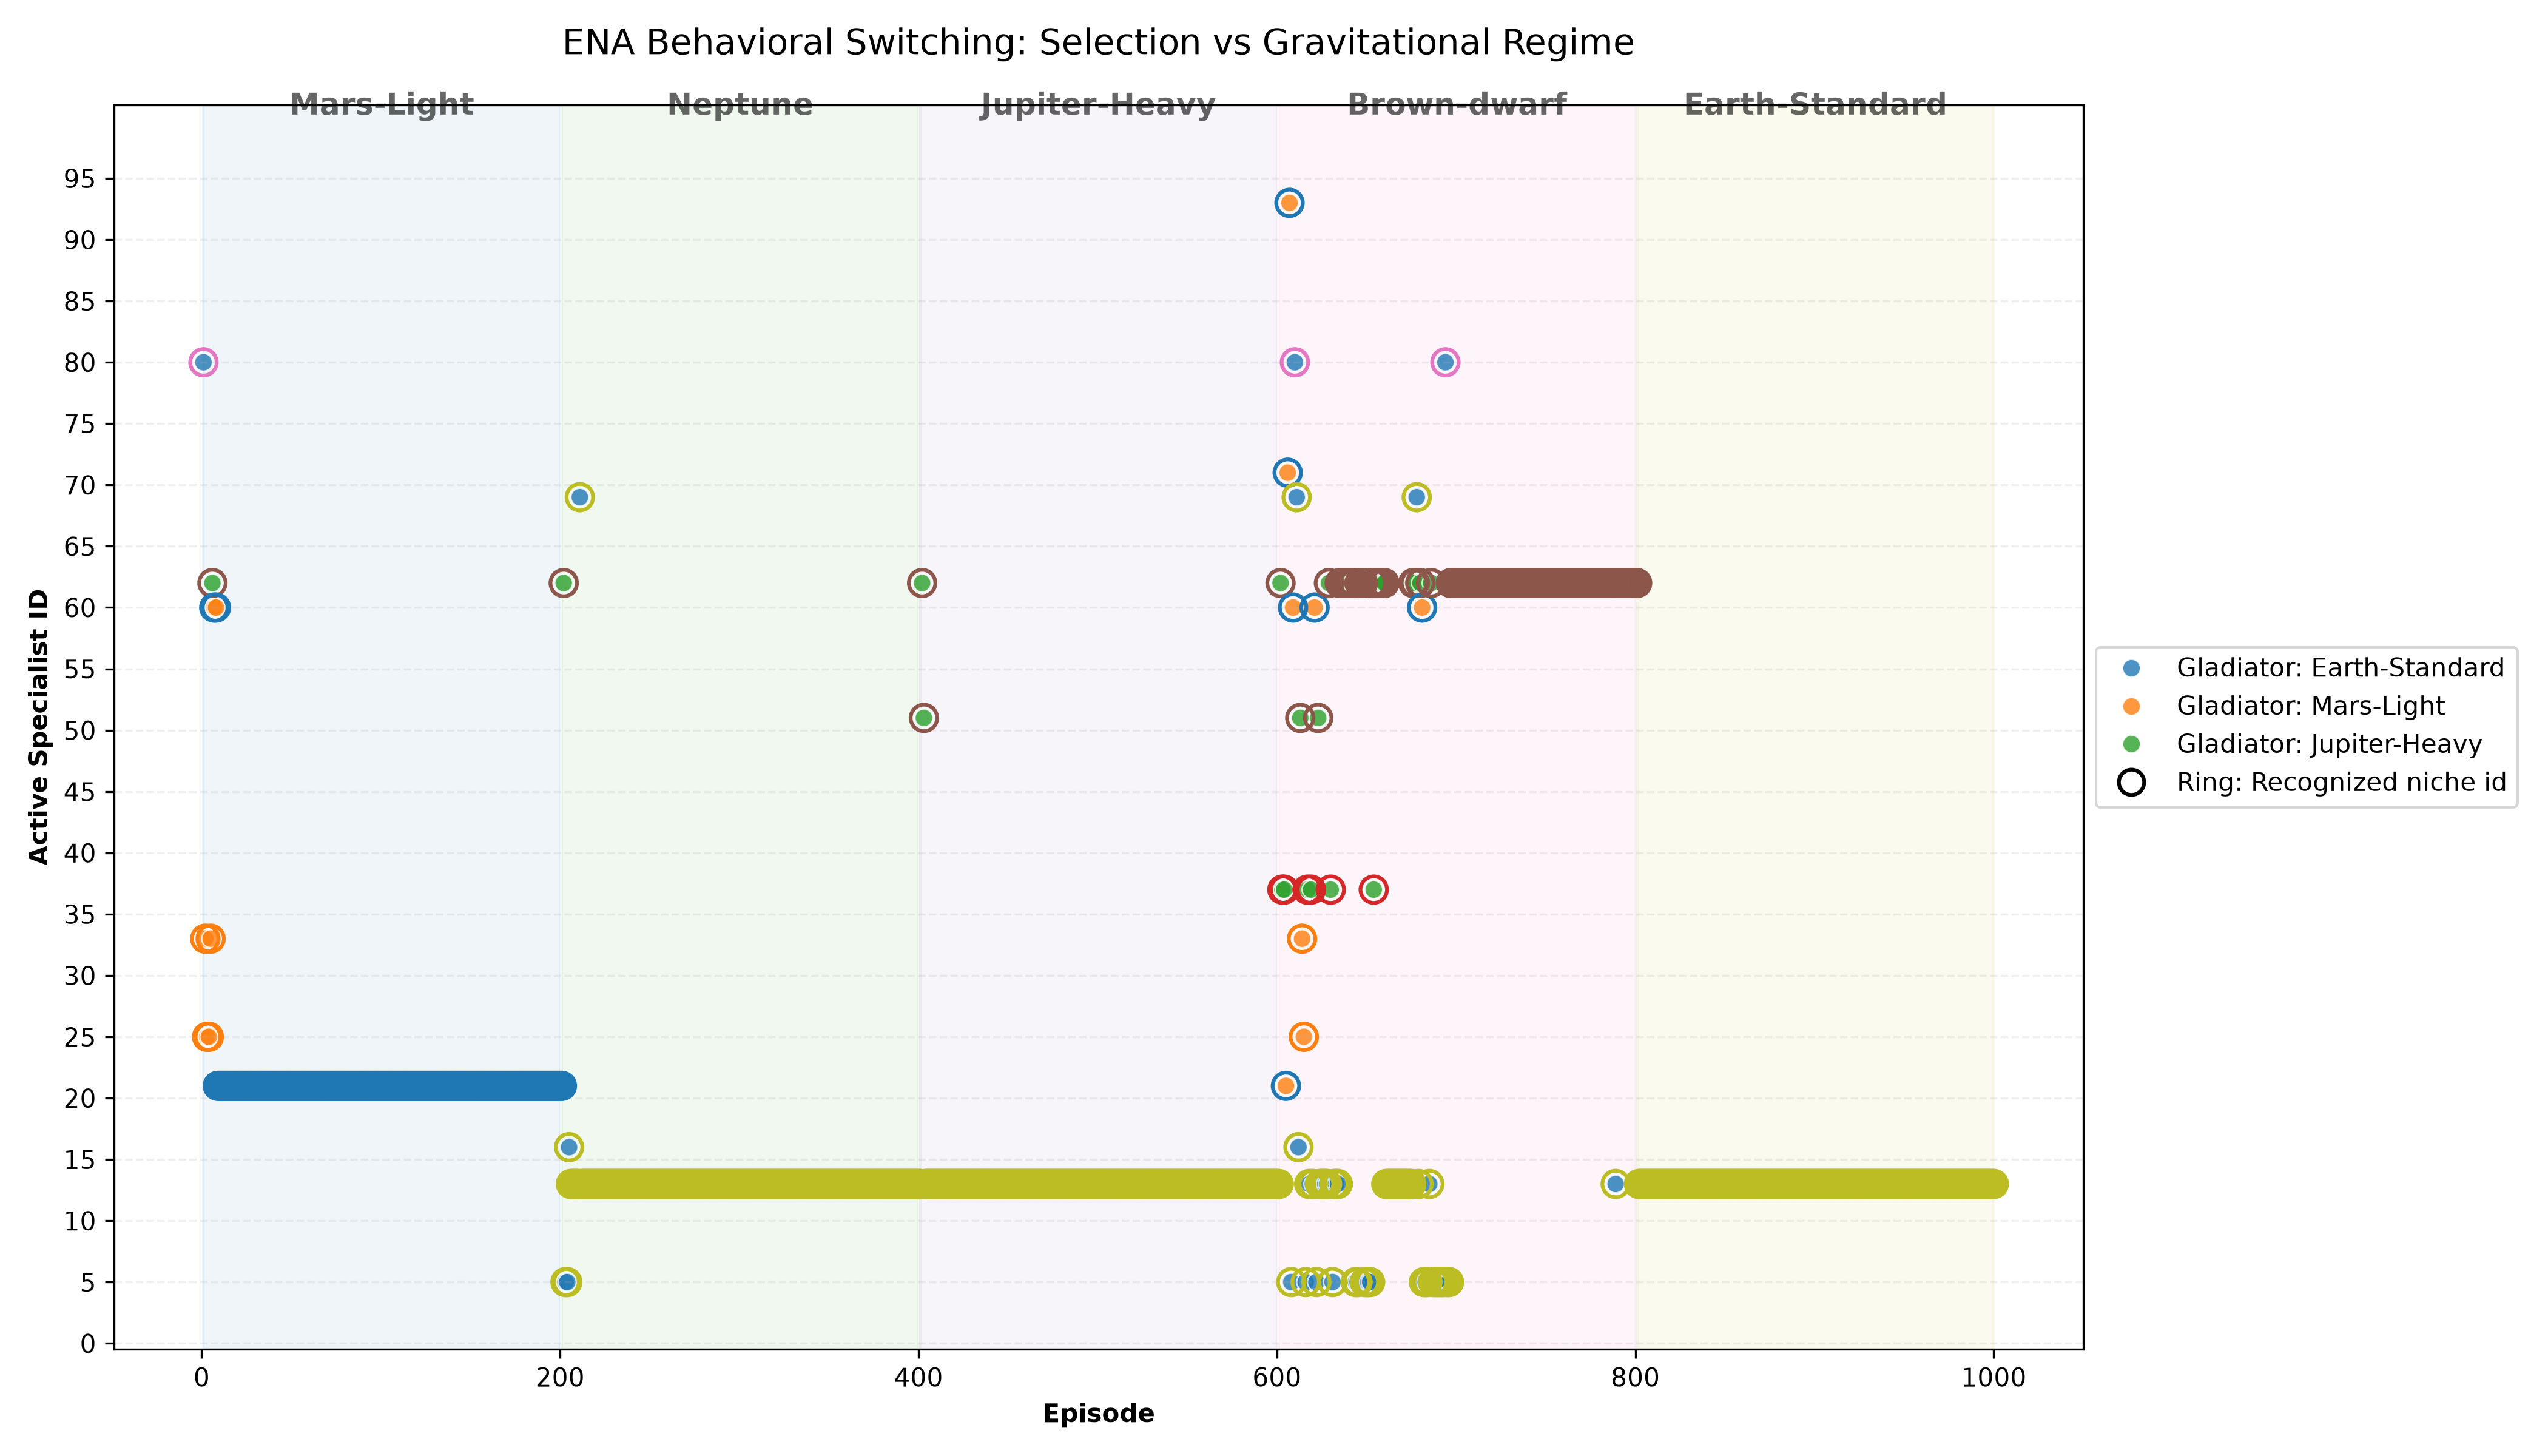 ENA Behavioral Switching: Selection vs Gravitational Regime
Mars-Light
Neptune
Jupiter-Heavy
Brown-dwarf
Earth-Standard
Active Specialist ID
95
90
85
80
75
70
65
60
55
50
45
40
35
30
25
20
15
10
5
0
0
200
400
600
800
1000
Episode
Gladiator: Earth-Standard
Gladiator: Mars-Light
Gladiator: Jupiter-Heavy
Ring: Recognized niche id